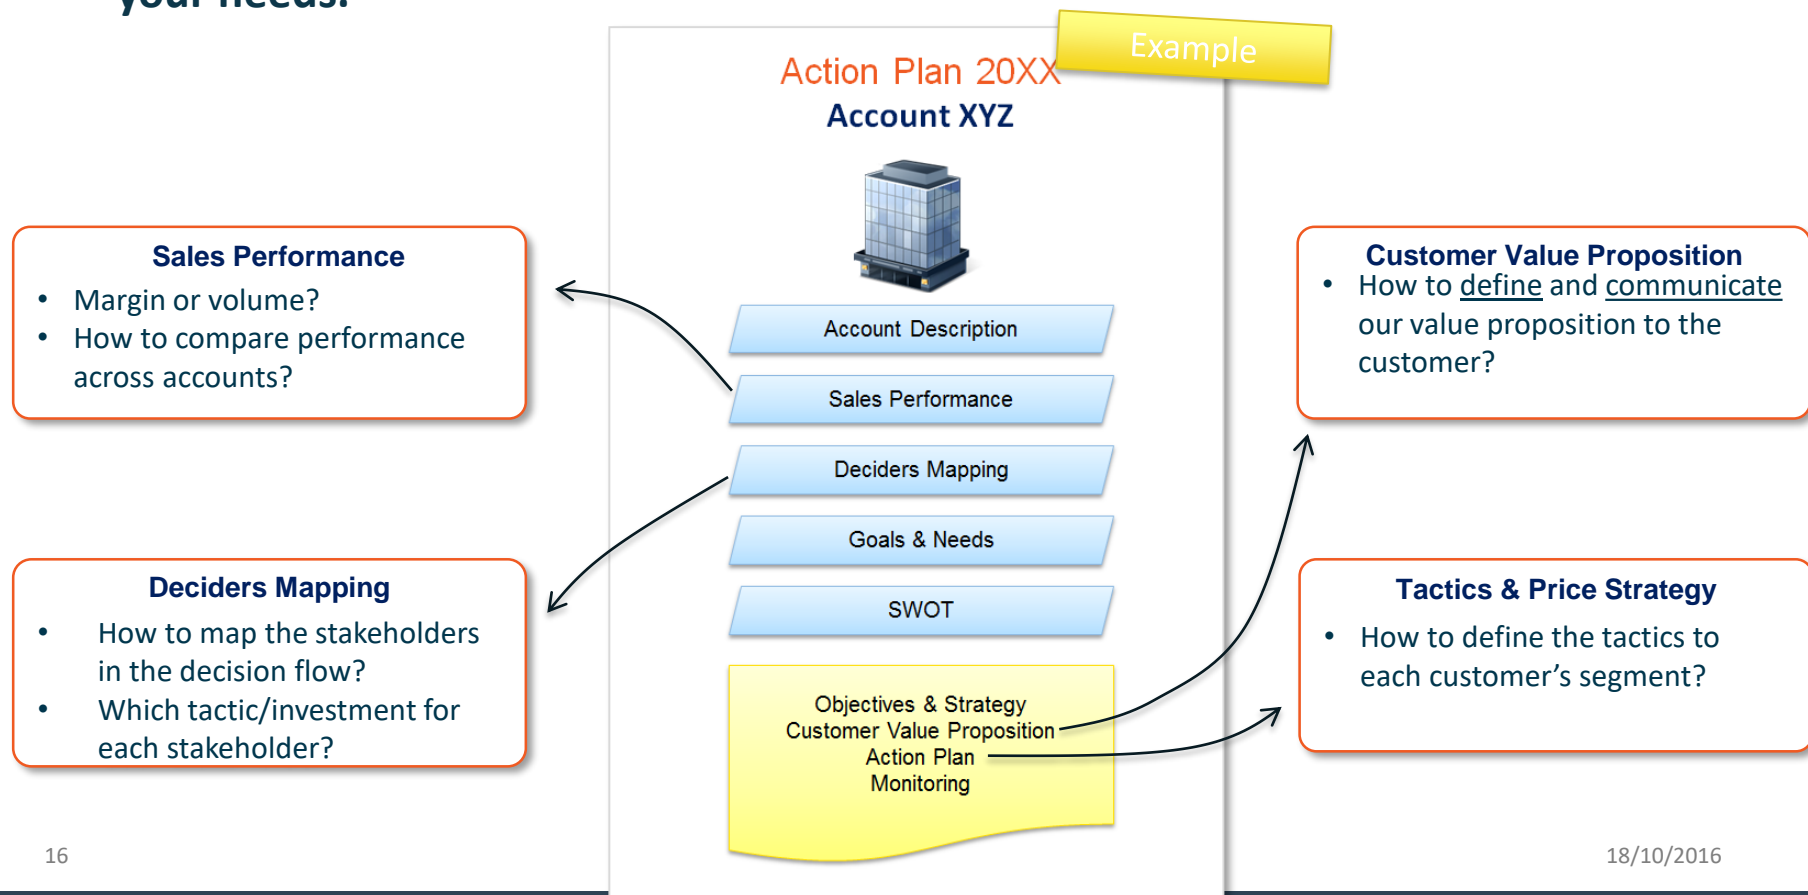 your needs.
Example
Action Plan 20XX
Account XYZ
Sales Performance
• Margin or volume?
• How to compare performance
across accounts?
Deciders Mapping
• How to map the stakeholders
in the decision flow?
• Which tactic/investment for
each stakeholder?
Account Description
Sales Performance
Deciders Mapping
Goals & Needs
SWOT
Objectives & Strategy
Customer Value Proposition
Action Plan
Monitoring
Customer Value Proposition
• How to define and communicate
our value proposition to the
customer?
Tactics & Price Strategy
• How to define the tactics to
each customer’s segment?
16
18/10/2016